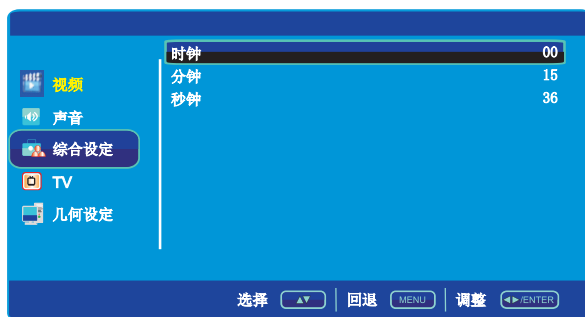 时钟 00
分钟 15
秒钟 36
视频
声音
综合设定
TV
几何设定
选择 ▲▼ 回退 MENU 调整 ◄►/ENTER